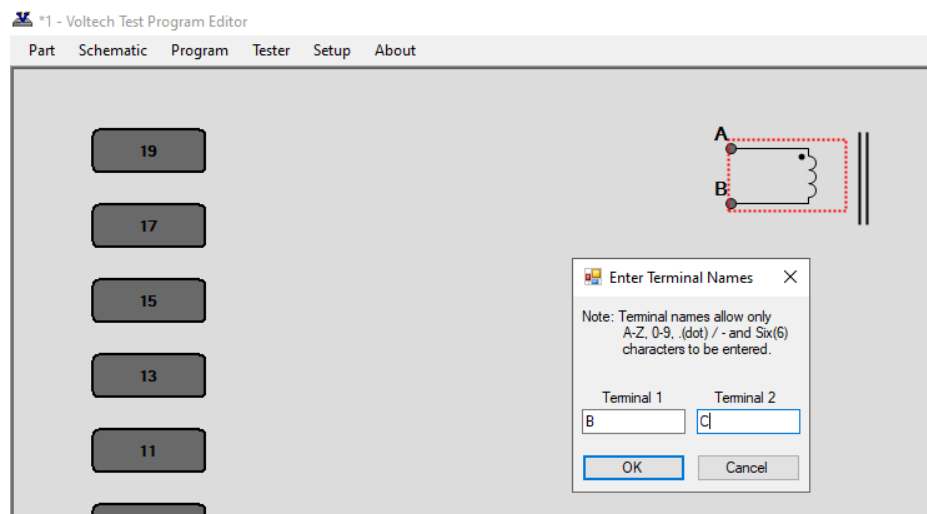 *1 - Voltech Test Program Editor
Part Schematic Program Tester Setup About
19
17
15
13
11
A
B
Enter Terminal Names
Note: Terminal names allow only
A-Z, 0-9, .(dot) / - and Six(6)
characters to be entered.
Terminal 1 Terminal 2
B C
OK Cancel